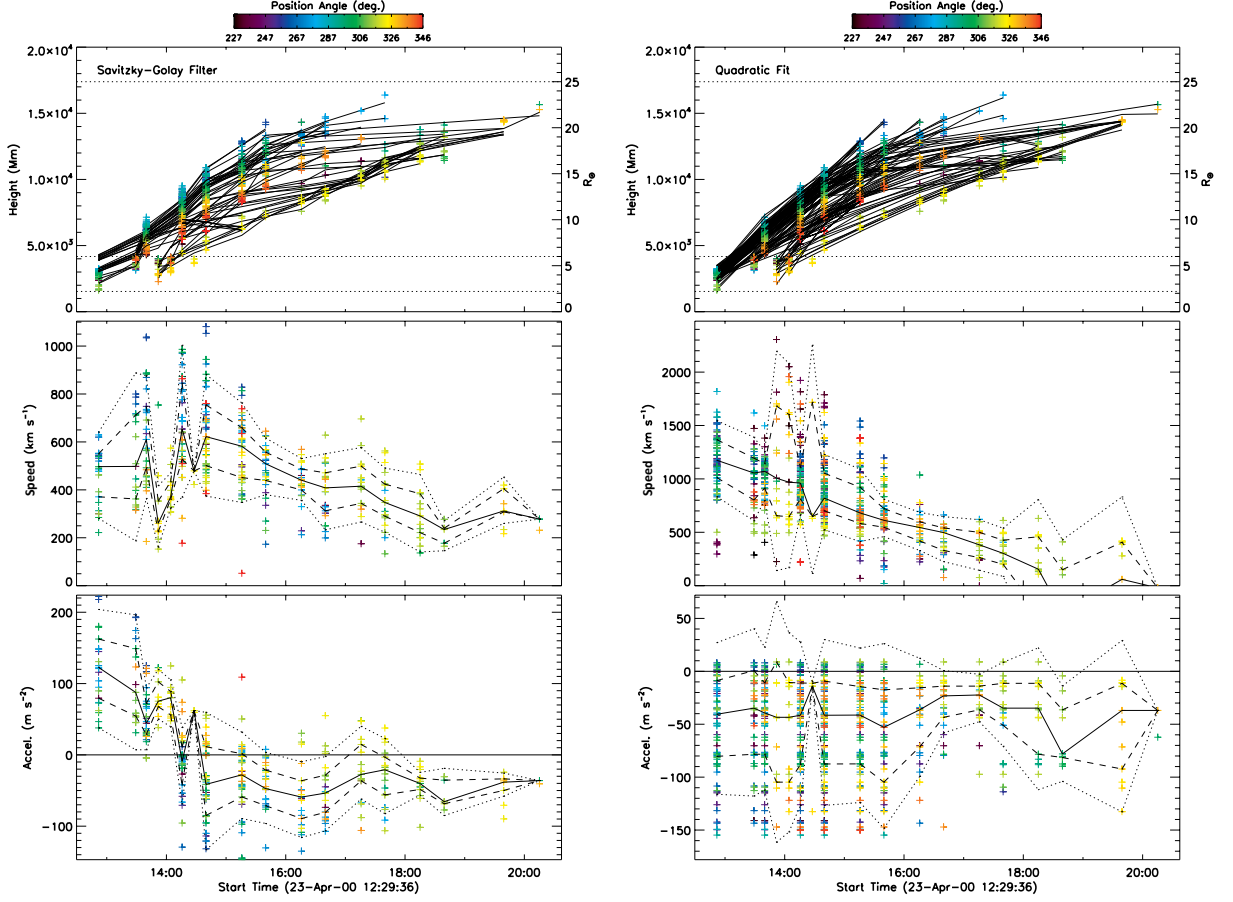 Position Angle (deg.)
227 247 267 287 306 326 346
Savitzky-Golay Filter
Height (Mm)
2.0×10⁴
1.5×10⁴
1.0×10⁴
5.0×10³
0
25
20
15
10
5
0
R⊙
Speed (km s⁻¹)
1000
800
600
400
200
0
Accel. (m s⁻²)
200
100
0
−100
14:00 16:00 18:00 20:00
Start Time (23-Apr-00 12:29:36)
Position Angle (deg.)
227 247 267 287 306 326 346
Quadratic Fit
Height (Mm)
2.0×10⁴
1.5×10⁴
1.0×10⁴
5.0×10³
0
25
20
15
10
5
0
R⊙
Speed (km s⁻¹)
2000
1500
1000
500
0
Accel. (m s⁻²)
50
0
−50
−100
−150
14:00 16:00 18:00 20:00
Start Time (23-Apr-00 12:29:36)